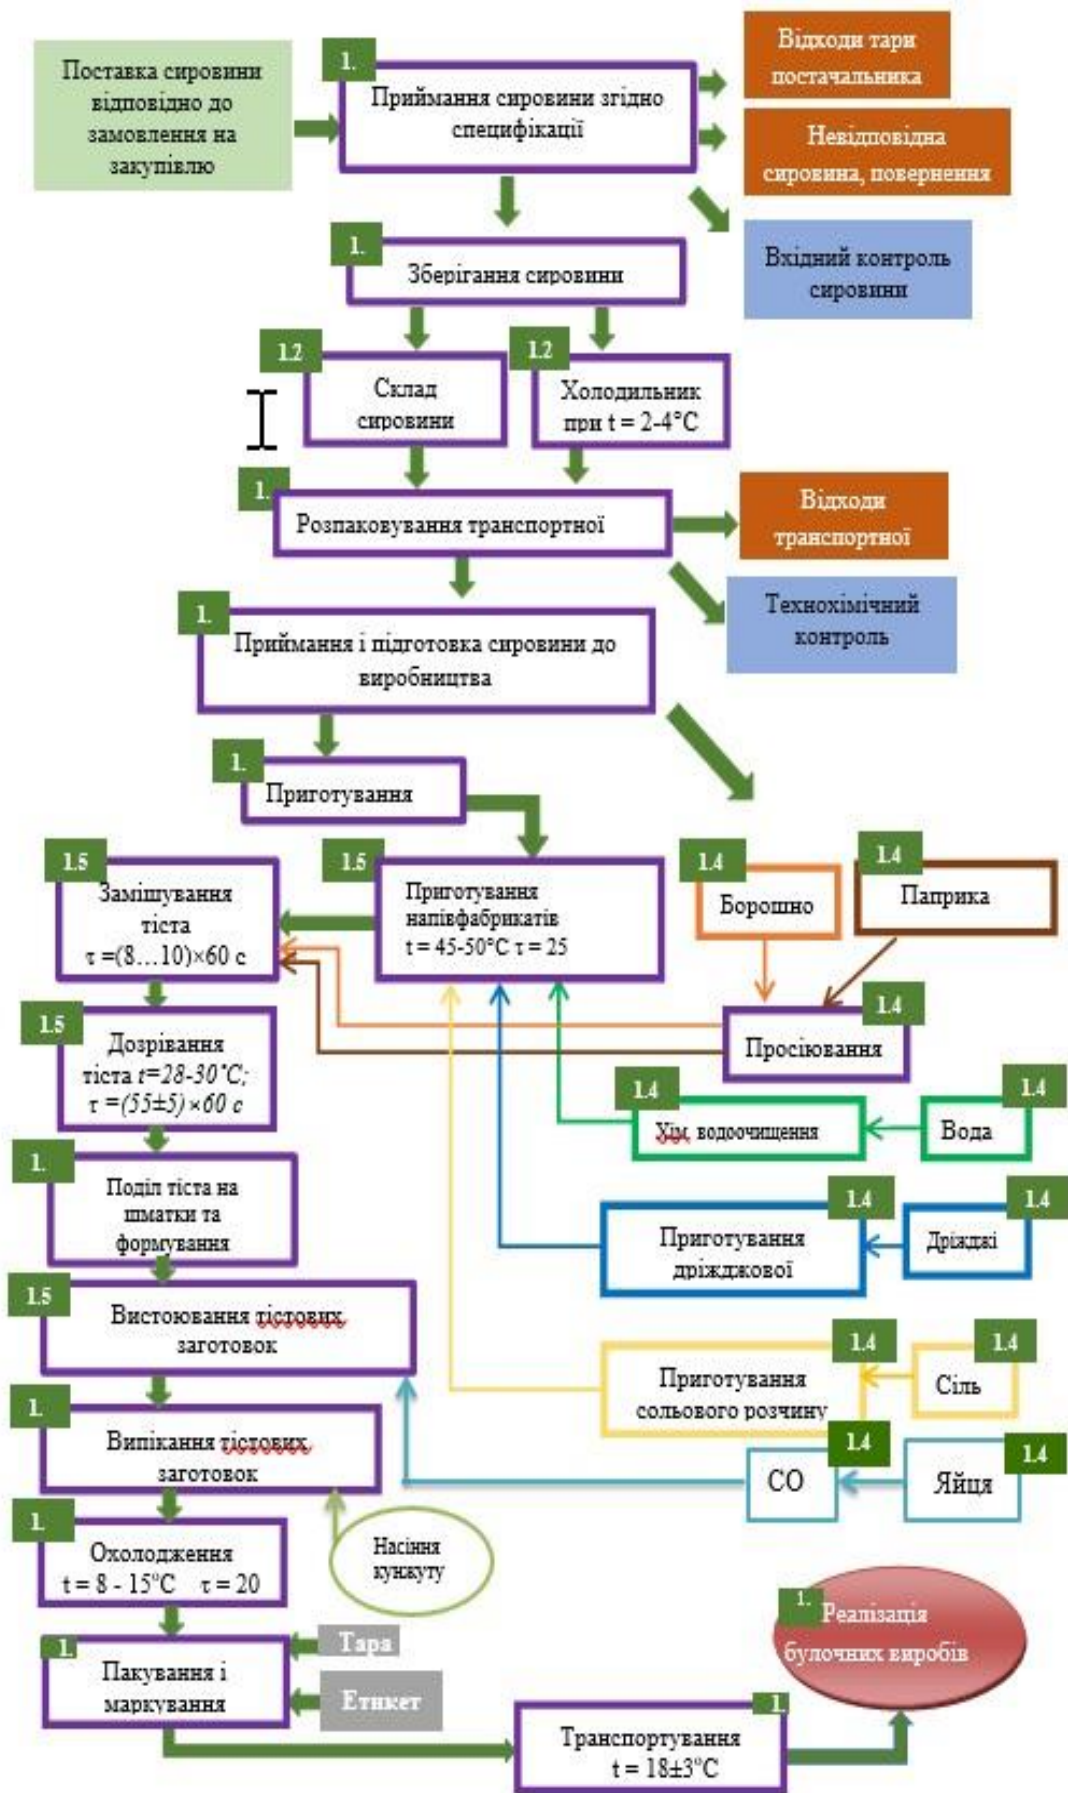 Поставка сировини
відповідно до
замовлення на
закупівлю
1.
Приймання сировини згідно
специфікації
Відходи тари
постачальника
Невідповідна
сировина, повернення
Вхідний контроль
сировини
1.
Зберігання сировини
1.2
Склад
сировини
1.2
Холодильник
при t = 2-4°C
1.
Розпаковування транспортної
Відходи
транспортної
Технохімічний
контроль
1.
Приймання і підготовка сировини до
виробництва
1.
Приготування
1.5
Замішування
тіста
τ =(8…10)×60 с
1.5
Приготування
напівфабрикатів
t = 45-50°C τ = 25
1.4
Борошно
1.4
Паприка
1.4
Просіювання
1.5
Дозрівання
тіста t=28-30°C;
τ =(55±5)×60 с
1.4
Хім. водоочищення
1.4
Вода
1.
Поділ тіста на
шматки та
формування
1.4
Приготування
дріжджової
1.4
Дріжджі
1.5
Вистоювання тістових
заготовок
1.4
Приготування
сольового розчину
1.4
Сіль
1.
Випікання тістових
заготовок
1.4
СО
1.4
Яйця
1.
Охолодження
t = 8 - 15°C τ = 20
Насіння
кунжуту
1.
Пакування і
маркування
Тара
Етикет
1.
Транспортування
t = 18±3°C
1.
Реалізація
булочних виробів